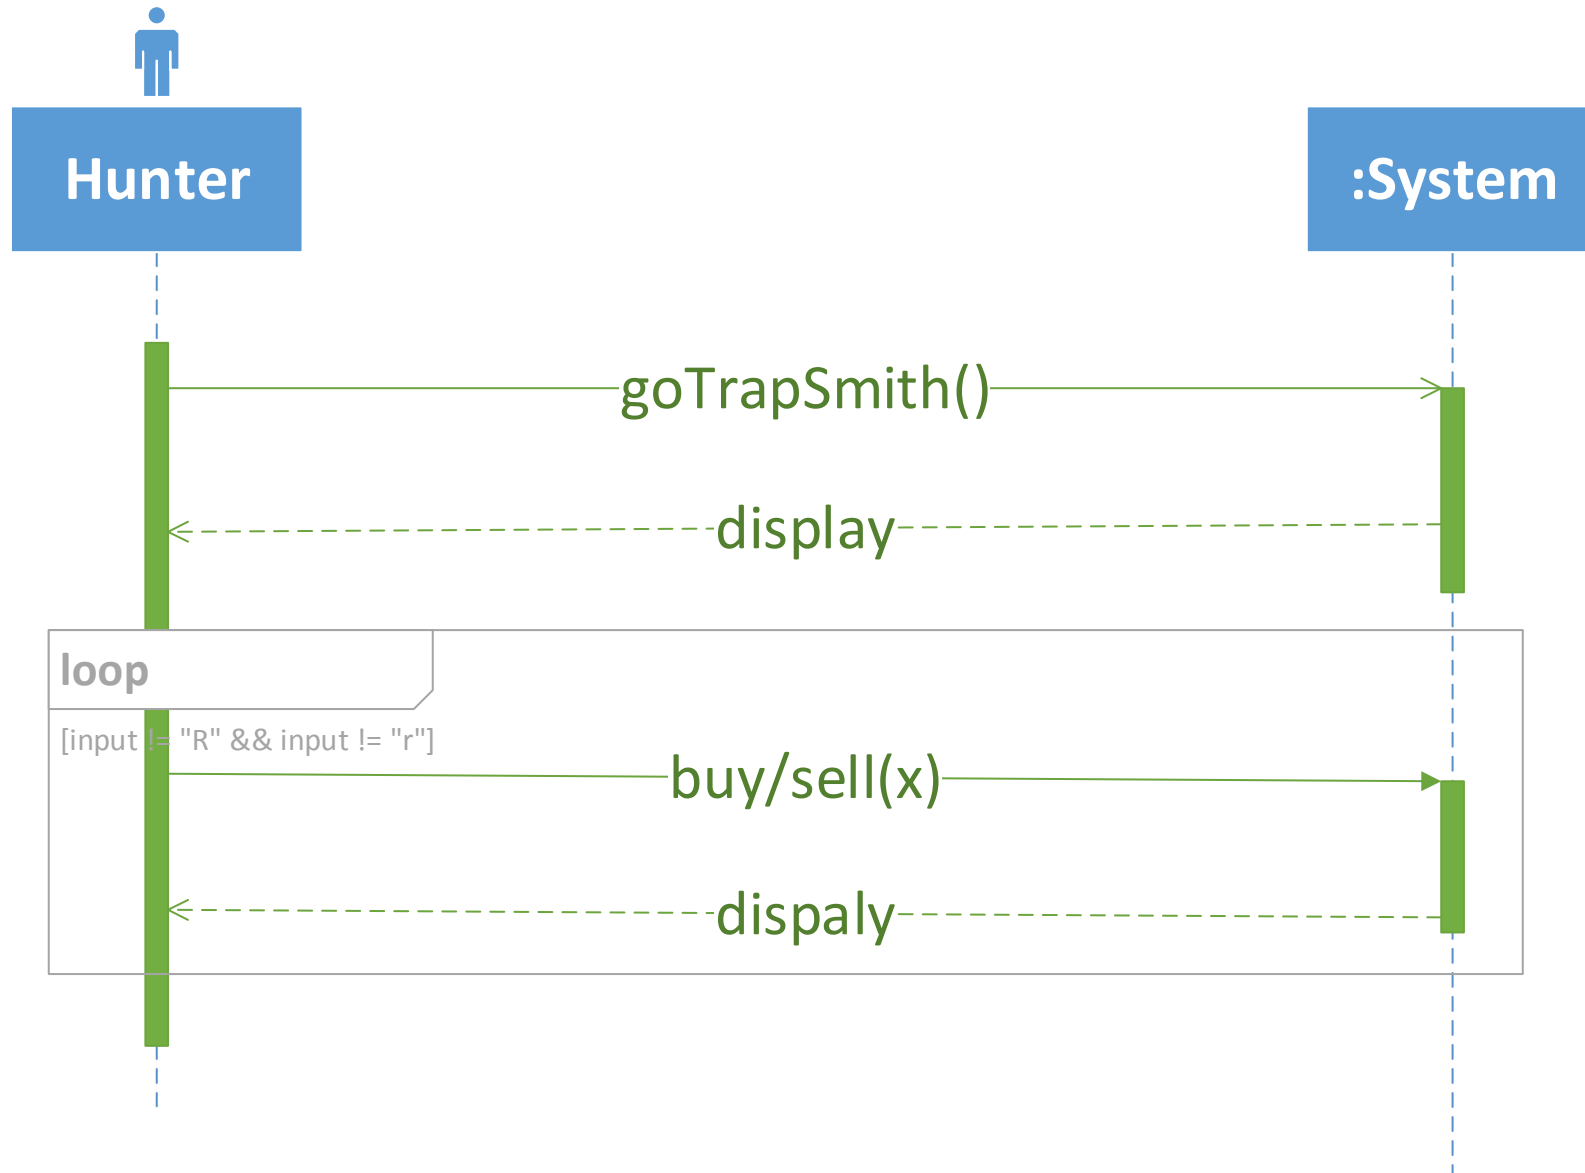 Hunter
:System
goTrapSmith()
display
loop
[input != "R" && input != "r"]
buy/sell(x)
dispaly